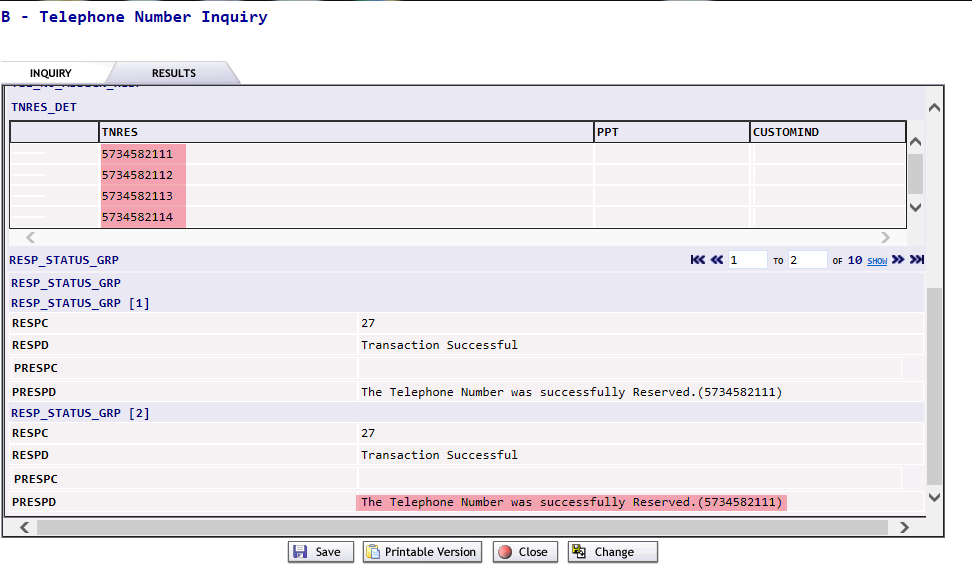 B - Telephone Number Inquiry
INQUIRY RESULTS
TNRES_DET
TNRES PPT CUSTOMIND
5734582111
5734582112
5734582113
5734582114
RESP_STATUS_GRP 1 TO 2 OF 10 SHOW
RESP_STATUS_GRP
RESP_STATUS_GRP [1]
RESPC 27
RESPD Transaction Successful
PRESPC
PRESPD The Telephone Number was successfully Reserved.(5734582111)
RESP_STATUS_GRP [2]
RESPC 27
RESPD Transaction Successful
PRESPC
PRESPD The Telephone Number was successfully Reserved.(5734582111)
Save Printable Version Close Change